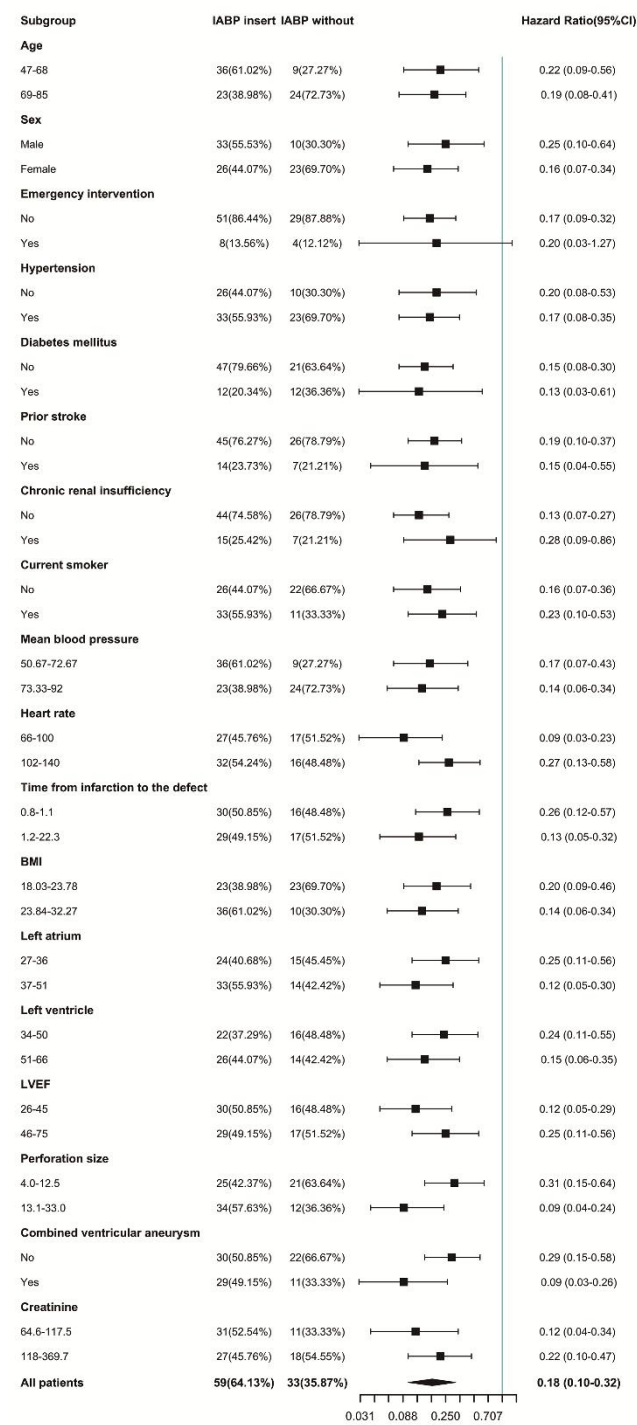 Subgroup IABP insert IABP without Hazard Ratio(95%CI)
Age
47-68 36(61.02%) 9(27.27%) 0.22 (0.09-0.56)
69-85 23(38.98%) 24(72.73%) 0.19 (0.08-0.41)
Sex
Male 33(55.53%) 10(30.30%) 0.25 (0.10-0.64)
Female 26(44.07%) 23(69.70%) 0.16 (0.07-0.34)
Emergency intervention
No 51(86.44%) 29(87.88%) 0.17 (0.09-0.32)
Yes 8(13.56%) 4(12.12%) 0.20 (0.03-1.27)
Hypertension
No 26(44.07%) 10(30.30%) 0.20 (0.08-0.53)
Yes 33(55.93%) 23(69.70%) 0.17 (0.08-0.35)
Diabetes mellitus
No 47(79.66%) 21(63.64%) 0.15 (0.08-0.30)
Yes 12(20.34%) 12(36.36%) 0.13 (0.03-0.61)
Prior stroke
No 45(76.27%) 26(78.79%) 0.19 (0.10-0.37)
Yes 14(23.73%) 7(21.21%) 0.15 (0.04-0.55)
Chronic renal insufficiency
No 44(74.58%) 26(78.79%) 0.13 (0.07-0.27)
Yes 15(25.42%) 7(21.21%) 0.28 (0.09-0.86)
Current smoker
No 26(44.07%) 22(66.67%) 0.16 (0.07-0.36)
Yes 33(55.93%) 11(33.33%) 0.23 (0.10-0.53)
Mean blood pressure
50.67-72.67 36(61.02%) 9(27.27%) 0.17 (0.07-0.43)
73.33-92 23(38.98%) 24(72.73%) 0.14 (0.06-0.34)
Heart rate
66-100 27(45.76%) 17(51.52%) 0.09 (0.03-0.23)
102-140 32(54.24%) 16(48.48%) 0.27 (0.13-0.58)
Time from infarction to the defect
0.8-1.1 30(50.85%) 16(48.48%) 0.26 (0.12-0.57)
1.2-22.3 29(49.15%) 17(51.52%) 0.13 (0.05-0.32)
BMI
18.03-23.78 23(38.98%) 23(69.70%) 0.20 (0.09-0.46)
23.84-32.27 36(61.02%) 10(30.30%) 0.14 (0.06-0.34)
Left atrium
27-36 24(40.68%) 15(45.45%) 0.25 (0.11-0.56)
37-51 33(55.93%) 14(42.42%) 0.12 (0.05-0.30)
Left ventricle
34-50 22(37.29%) 16(48.48%) 0.24 (0.11-0.55)
51-66 26(44.07%) 14(42.42%) 0.15 (0.06-0.35)
LVEF
26-45 30(50.85%) 16(48.48%) 0.12 (0.05-0.29)
46-75 29(49.15%) 17(51.52%) 0.25 (0.11-0.56)
Perforation size
4.0-12.5 25(42.37%) 21(63.64%) 0.31 (0.15-0.64)
13.1-33.0 34(57.63%) 12(36.36%) 0.09 (0.04-0.24)
Combined ventricular aneurysm
No 30(50.85%) 22(66.67%) 0.29 (0.15-0.58)
Yes 29(49.15%) 11(33.33%) 0.09 (0.03-0.26)
Creatinine
64.6-117.5 31(52.54%) 11(33.33%) 0.12 (0.04-0.34)
118-369.7 27(45.76%) 18(54.55%) 0.22 (0.10-0.47)
All patients 59(64.13%) 33(35.87%) 0.18 (0.10-0.32)
0.031 0.088 0.250 0.707